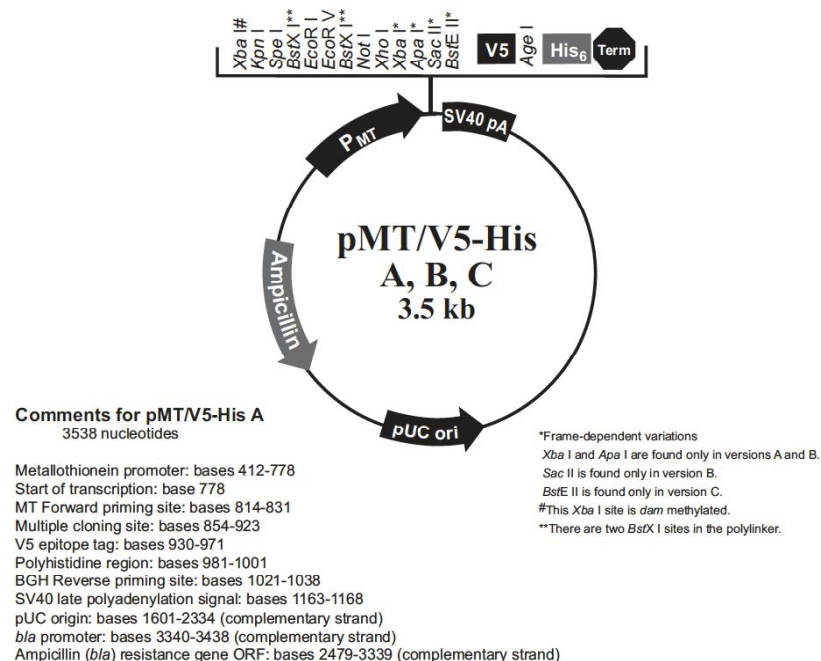 Xba I#
Kpn I
Spe I
BstX I**
EcoR I
EcoR V
BstX I**
Not I
Xho I
Xba I*
Apa I*
Sac II*
BstE II*
V5
Age I
His6
Term
PMT
SV40 pA
Ampicillin
pMT/V5-His
A, B, C
3.5 kb
pUC ori
Comments for pMT/V5-His A
3538 nucleotides
Metallothionein promoter: bases 412-778
Start of transcription: base 778
MT Forward priming site: bases 814-831
Multiple cloning site: bases 854-923
V5 epitope tag: bases 930-971
Polyhistidine region: bases 981-1001
BGH Reverse priming site: bases 1021-1038
SV40 late polyadenylation signal: bases 1163-1168
pUC origin: bases 1601-2334 (complementary strand)
bla promoter: bases 3340-3438 (complementary strand)
Ampicillin (bla) resistance gene ORF: bases 2479-3339 (complementary strand)
*Frame-dependent variations
Xba I and Apa I are found only in versions A and B.
Sac II is found only in version B.
BstE II is found only in version C.
#This Xba I site is dam methylated.
**There are two BstX I sites in the polylinker.